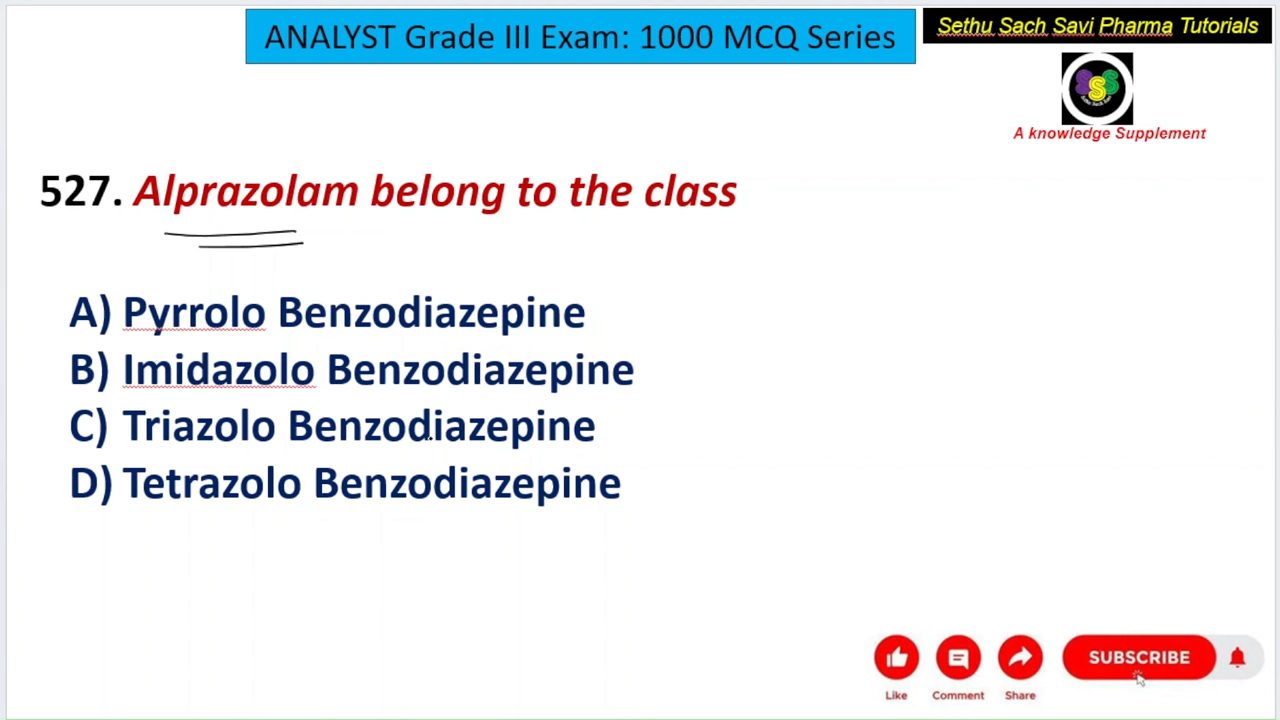 ANALYST Grade III Exam: 1000 MCQ Series
Sethu Sach Savi Pharma Tutorials
SSS
A knowledge Supplement
527. Alprazolam belong to the class
A) Pyrrolo Benzodiazepine
B) Imidazolo Benzodiazepine
C) Triazolo Benzodiazepine
D) Tetrazolo Benzodiazepine
SUBSCRIBE
Like Comment Share